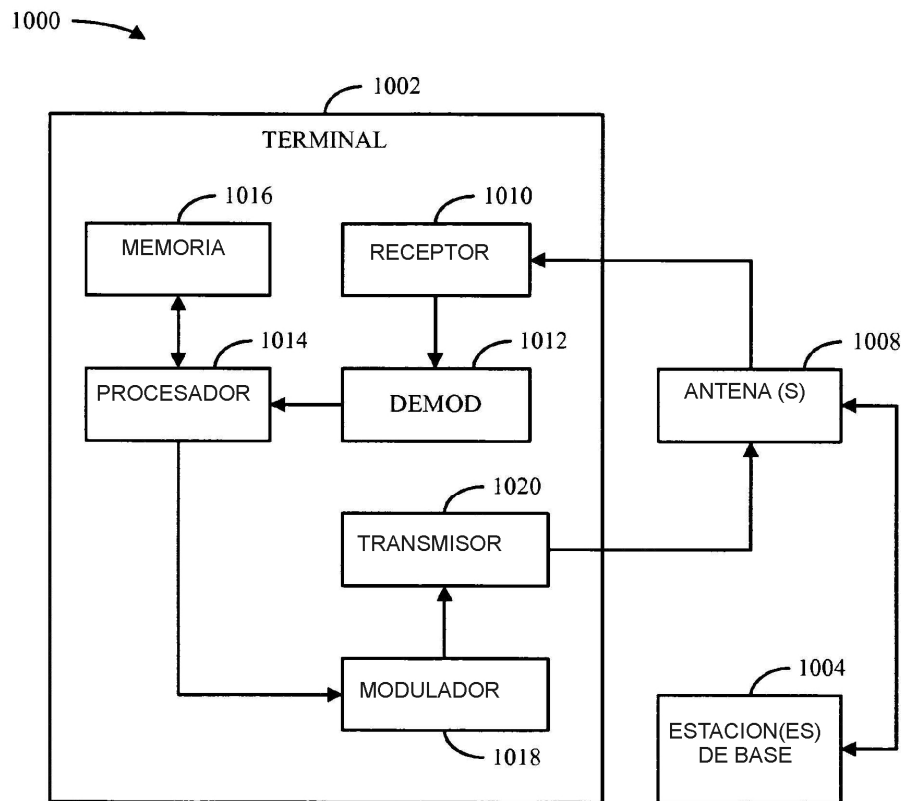 1000
1002
TERMINAL
1016
MEMORIA
1010
RECEPTOR
1014
PROCESADOR
1012
DEMOD
1008
ANTENA (S)
1020
TRANSMISOR
MODULADOR
1018
1004
ESTACION(ES)
DE BASE